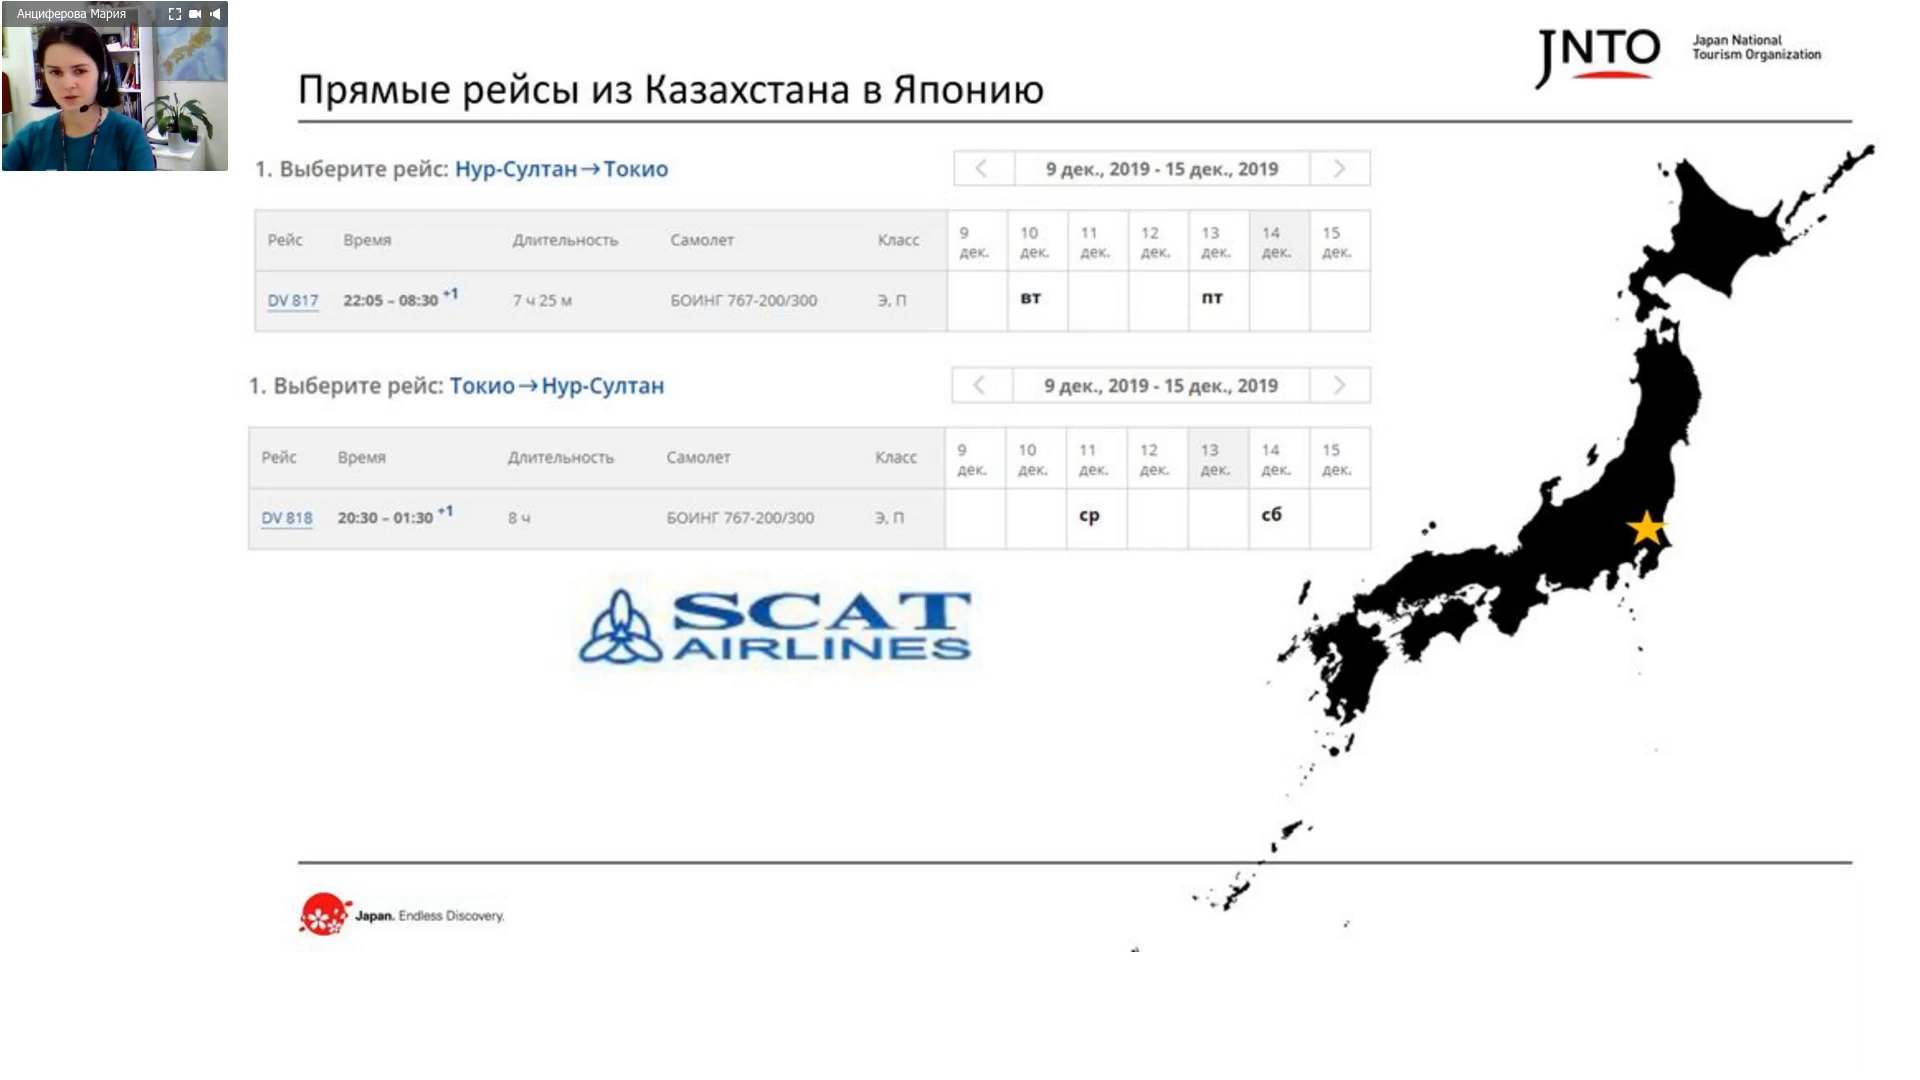 Анциферова Мария
JNTO
Japan National
Tourism Organization
Прямые рейсы из Казахстана в Японию
1. Выберите рейс: Нур-Султан→Токио
9 дек., 2019 - 15 дек., 2019
Рейс Время Длительность Самолет Класс 9 дек. 10 дек. 11 дек. 12 дек. 13 дек. 14 дек. 15 дек.
DV 817 22:05 – 08:30 +1 7 ч 25 м БОИНГ 767-200/300 Э, П вт пт
1. Выберите рейс: Токио→Нур-Султан
9 дек., 2019 - 15 дек., 2019
Рейс Время Длительность Самолет Класс 9 дек. 10 дек. 11 дек. 12 дек. 13 дек. 14 дек. 15 дек.
DV 818 20:30 – 01:30 +1 8 ч БОИНГ 767-200/300 Э, П ср сб
SCAT
AIRLINES
Japan. Endless Discovery.